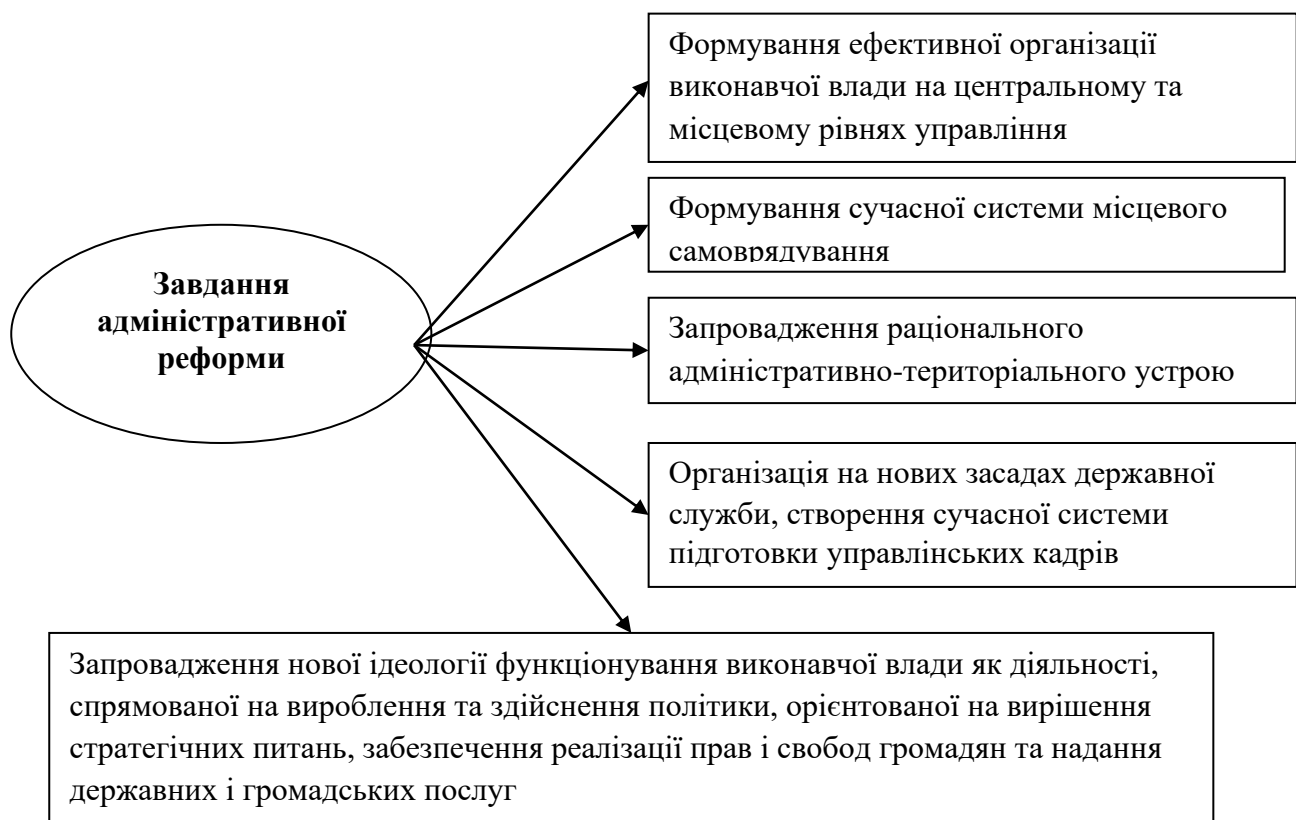 Формування ефективної організації
виконавчої влади на центральному та
місцевому рівнях управління
Формування сучасної системи місцевого
самоврядування
Завдання
адміністративної
реформи
Запровадження раціонального
адміністративно-територіального устрою
Організація на нових засадах державної
служби, створення сучасної системи
підготовки управлінських кадрів
Запровадження нової ідеології функціонування виконавчої влади як діяльності,
спрямованої на вироблення та здійснення політики, орієнтованої на вирішення
стратегічних питань, забезпечення реалізації прав і свобод громадян та надання
державних і громадських послуг